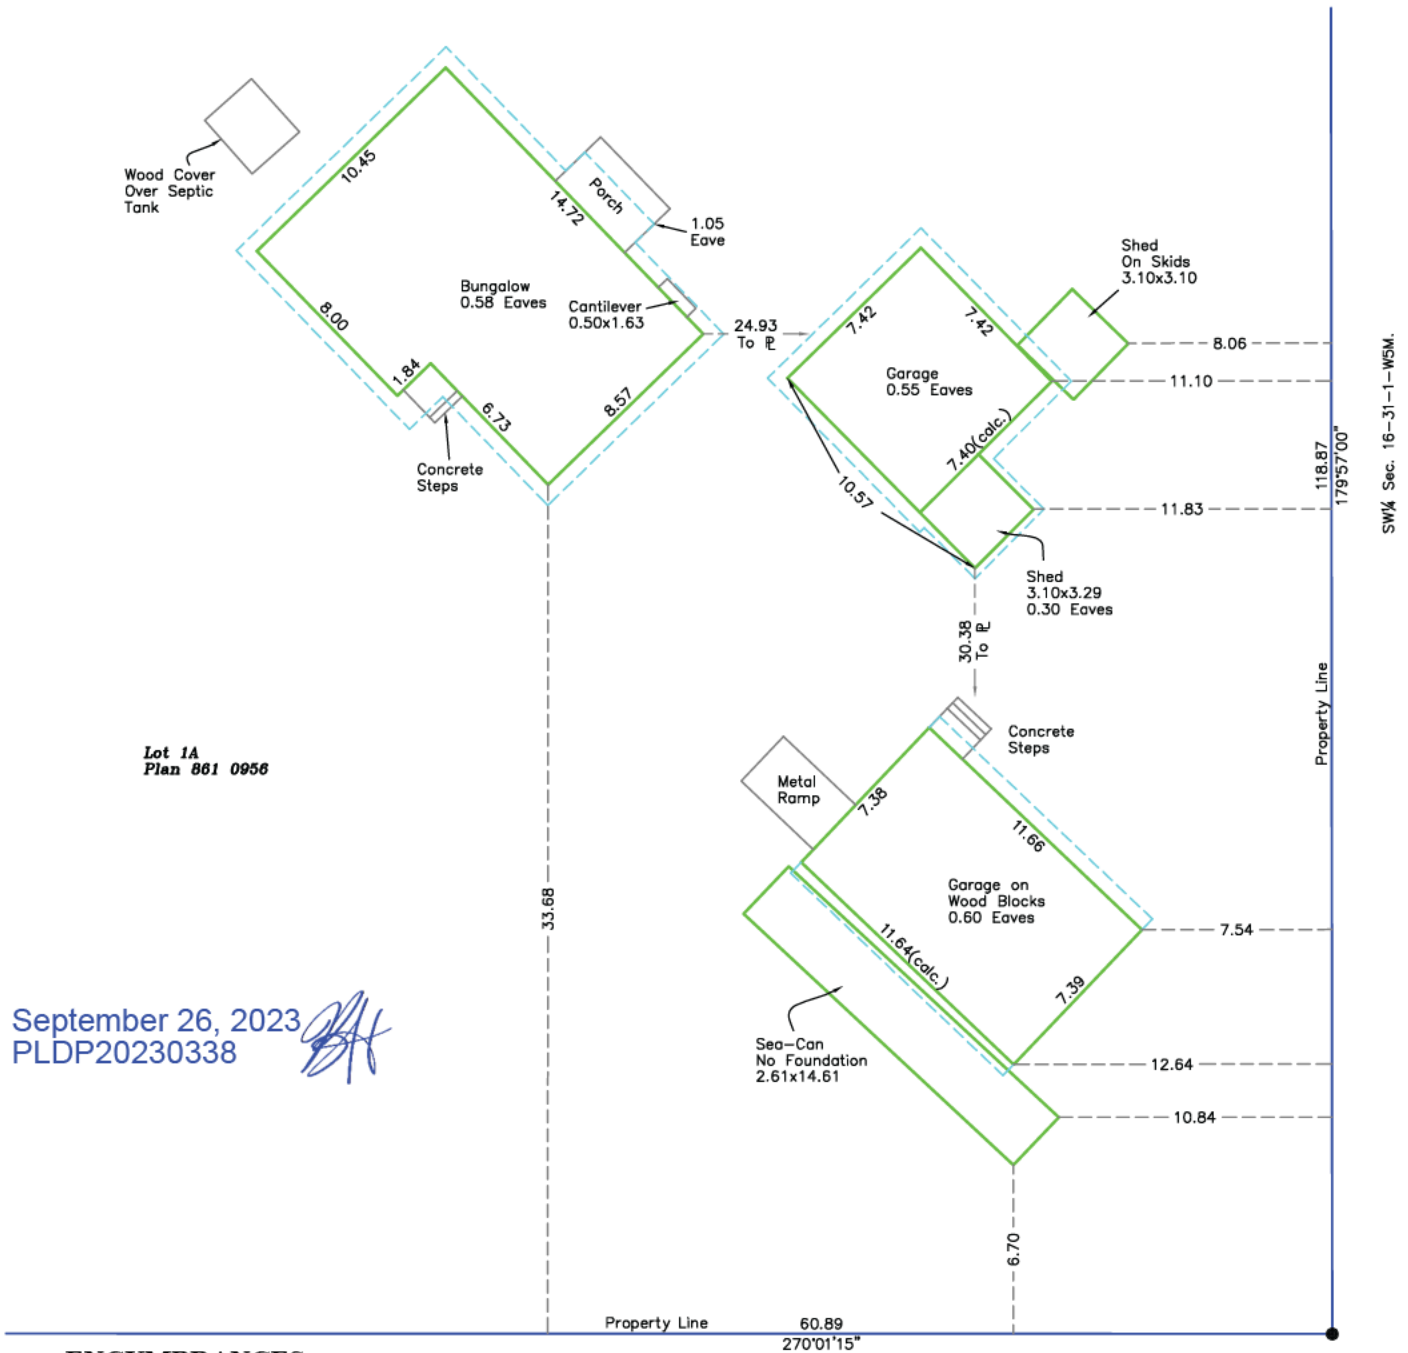 10.45
Wood Cover
Over Septic
Tank
14.72
Porch
1.05
Eave
Bungalow
0.58 Eaves
Cantilever
0.50x1.63
8.00
1.84
6.73
8.57
Concrete
Steps
24.93
To ⅊
7.42
7.42
Garage
0.55 Eaves
7.40(calc.)
10.57
Shed
On Skids
3.10x3.10
8.06
11.10
11.83
Shed
3.10x3.29
0.30 Eaves
30.38
To ⅊
118.87
179°57'00"
SW¼ Sec. 16-31-1-W5M.
Property Line
Lot 1A
Plan 861 0956
Concrete
Steps
Metal
Ramp
7.38
11.66
Garage on
Wood Blocks
0.60 Eaves
11.64(calc.)
7.39
7.54
33.68
Sea-Can
No Foundation
2.61x14.61
12.64
10.84
6.70
September 26, 2023
PLDP20230338
Property Line
60.89
270°01'15"